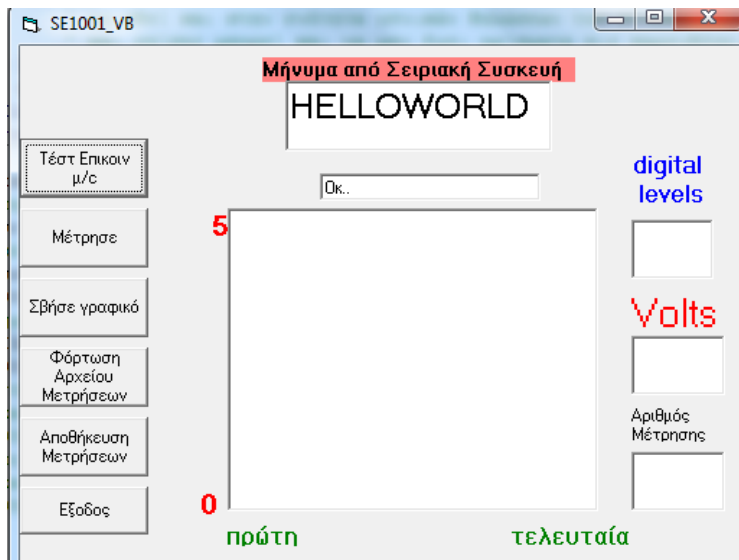 SE1001_VB
Μήνυμα από Σειριακή Συσκευή
HELLOWORLD
Τέστ Επικοιν
μ/c
Οκ..
digital
levels
Μέτρησε
5
Σβήσε γραφικό
Volts
Φόρτωση
Αρχείου
Μετρήσεων
Αριθμός
Μέτρησης
Αποθήκευση
Μετρήσεων
Εξοδος
0
πρώτη
τελευταία